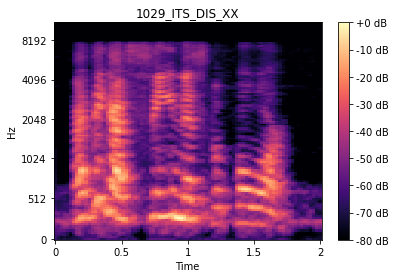 1029_ITS_DIS_XX
8192
4096
2048
1024
512
0
Hz
0
0.5
1
1.5
2
Time
+0 dB
-10 dB
-20 dB
-30 dB
-40 dB
-50 dB
-60 dB
-70 dB
-80 dB